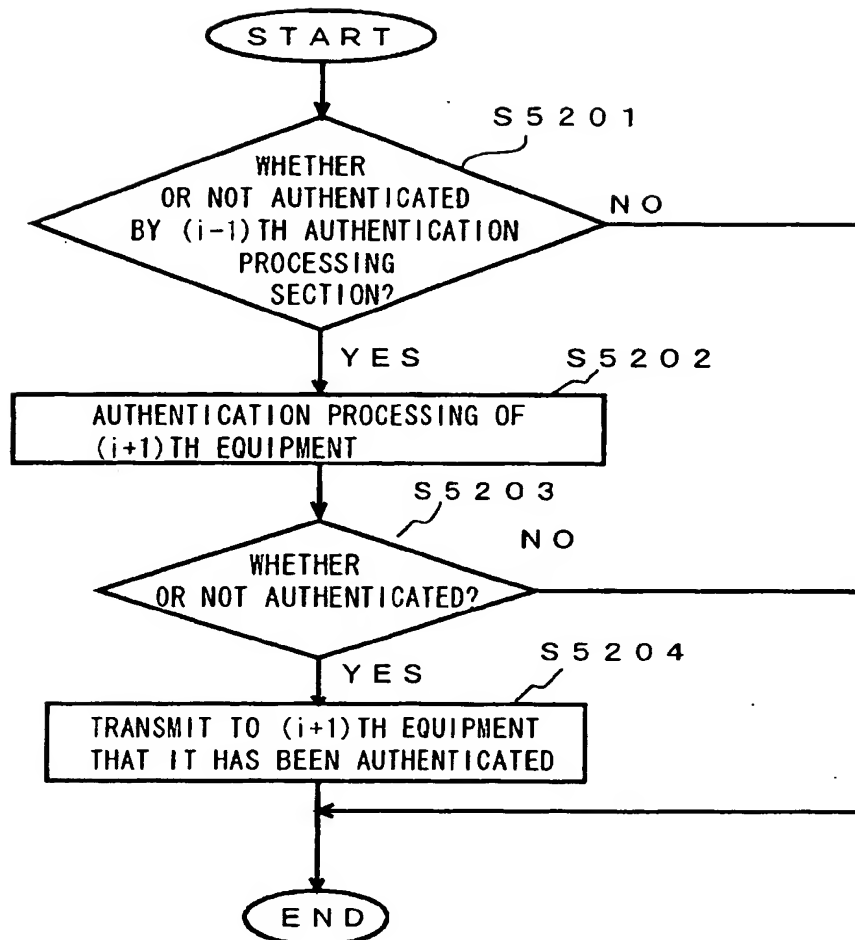 START
S5201
WHETHER
OR NOT AUTHENTICATED
BY (i-1)TH AUTHENTICATION
PROCESSING
SECTION?
NO
YES
S5202
AUTHENTICATION PROCESSING OF
(i+1)TH EQUIPMENT
S5203
NO
WHETHER
OR NOT AUTHENTICATED?
YES
S5204
TRANSMIT TO (i+1)TH EQUIPMENT
THAT IT HAS BEEN AUTHENTICATED
END